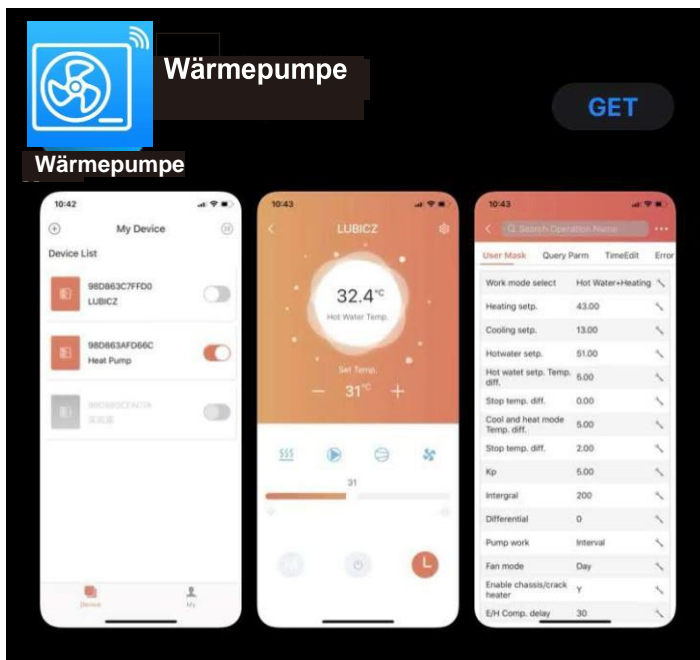 Wärmepumpe
GET
Wärmepumpe
10:42
My Device
Device List
98D863C7FFD0
LUBICZ
98D863AFD66C
Heat Pump
Device
My
10:43
LUBICZ
32.4°C
Hot Water Temp.
Set Temp.
31°C
31
10:43
Search Operation Name
User Mask Query Parm TimeEdit Error
Work mode select Hot Water+Heating
Heating setp. 43.00
Cooling setp. 13.00
Hotwater setp. 51.00
Hot watet setp. Temp.
diff. 6.00
Stop temp. diff. 0.00
Cool and heat mode
Temp. diff. 5.00
Stop temp. diff. 2.00
Kp 5.00
Intergral 200
Differential 0
Pump work Interval
Fan mode Day
Enable chassis/crack
heater Y
E/H Comp. delay 30